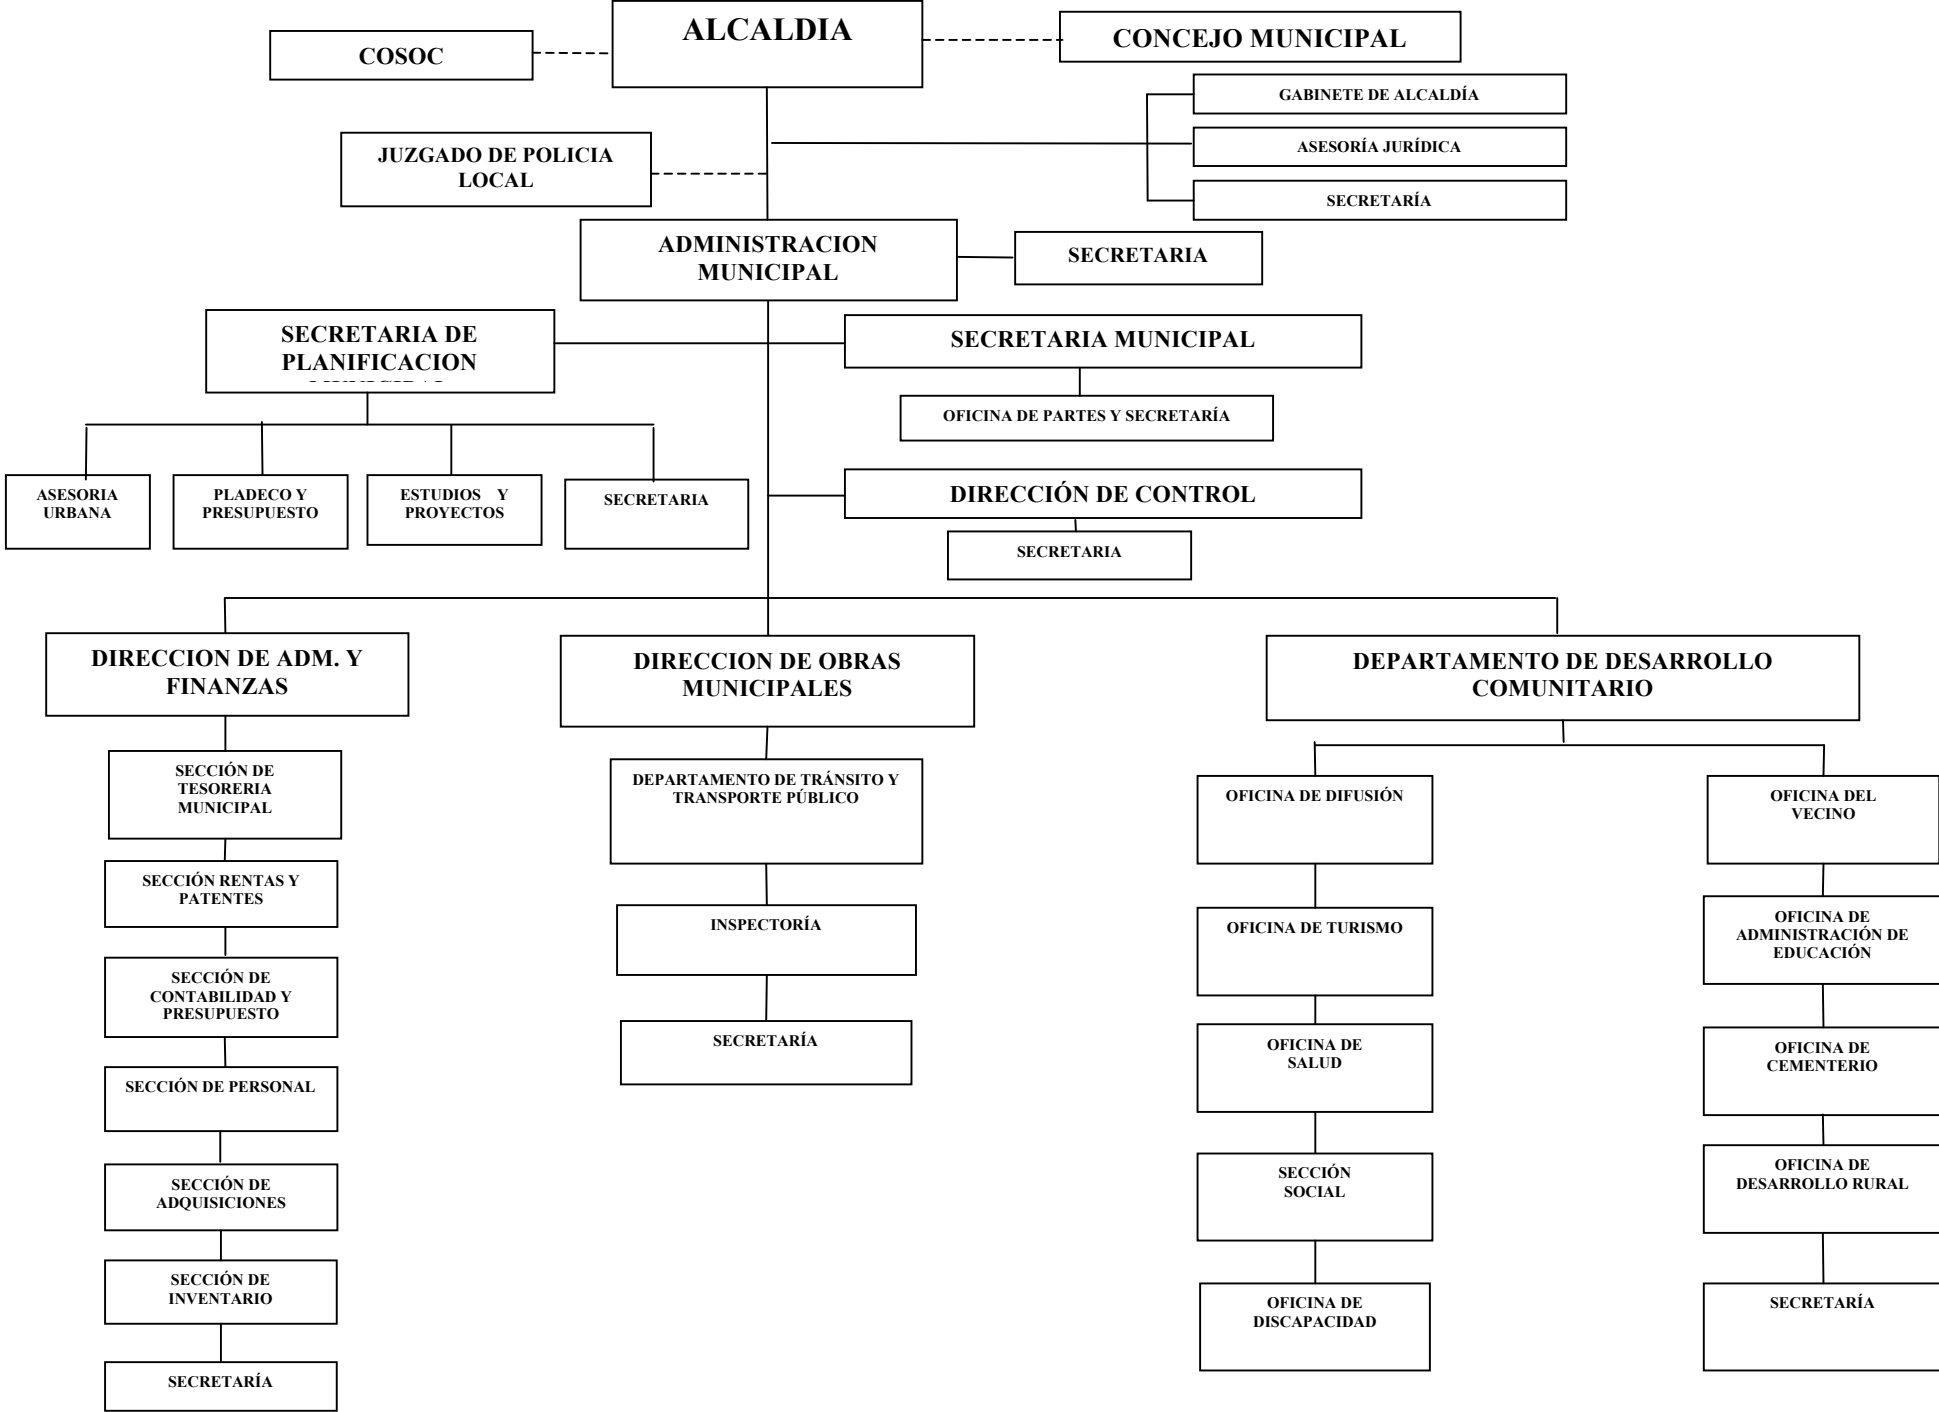 ALCALDIA
COSOC
CONCEJO MUNICIPAL
GABINETE DE ALCALDÍA
ASESORÍA JURÍDICA
SECRETARÍA
JUZGADO DE POLICIA
LOCAL
ADMINISTRACION
MUNICIPAL
SECRETARIA
SECRETARIA DE
PLANIFICACION
SECRETARIA MUNICIPAL
OFICINA DE PARTES Y SECRETARÍA
ASESORIA
URBANA
PLADECO Y
PRESUPUESTO
ESTUDIOS Y
PROYECTOS
SECRETARIA
DIRECCIÓN DE CONTROL
SECRETARIA
DIRECCION DE ADM. Y
FINANZAS
DIRECCION DE OBRAS
MUNICIPALES
DEPARTAMENTO DE DESARROLLO
COMUNITARIO
SECCIÓN DE
TESORERIA
MUNICIPAL
SECCIÓN RENTAS Y
PATENTES
SECCIÓN DE
CONTABILIDAD Y
PRESUPUESTO
SECCIÓN DE PERSONAL
SECCIÓN DE
ADQUISICIONES
SECCIÓN DE
INVENTARIO
SECRETARÍA
DEPARTAMENTO DE TRÁNSITO Y
TRANSPORTE PÚBLICO
INSPECTORÍA
SECRETARÍA
OFICINA DE DIFUSIÓN
OFICINA DE TURISMO
OFICINA DE
SALUD
SECCIÓN
SOCIAL
OFICINA DE
DISCAPACIDAD
OFICINA DEL
VECINO
OFICINA DE
ADMINISTRACIÓN DE
EDUCACIÓN
OFICINA DE
CEMENTERIO
OFICINA DE
DESARROLLO RURAL
SECRETARÍA